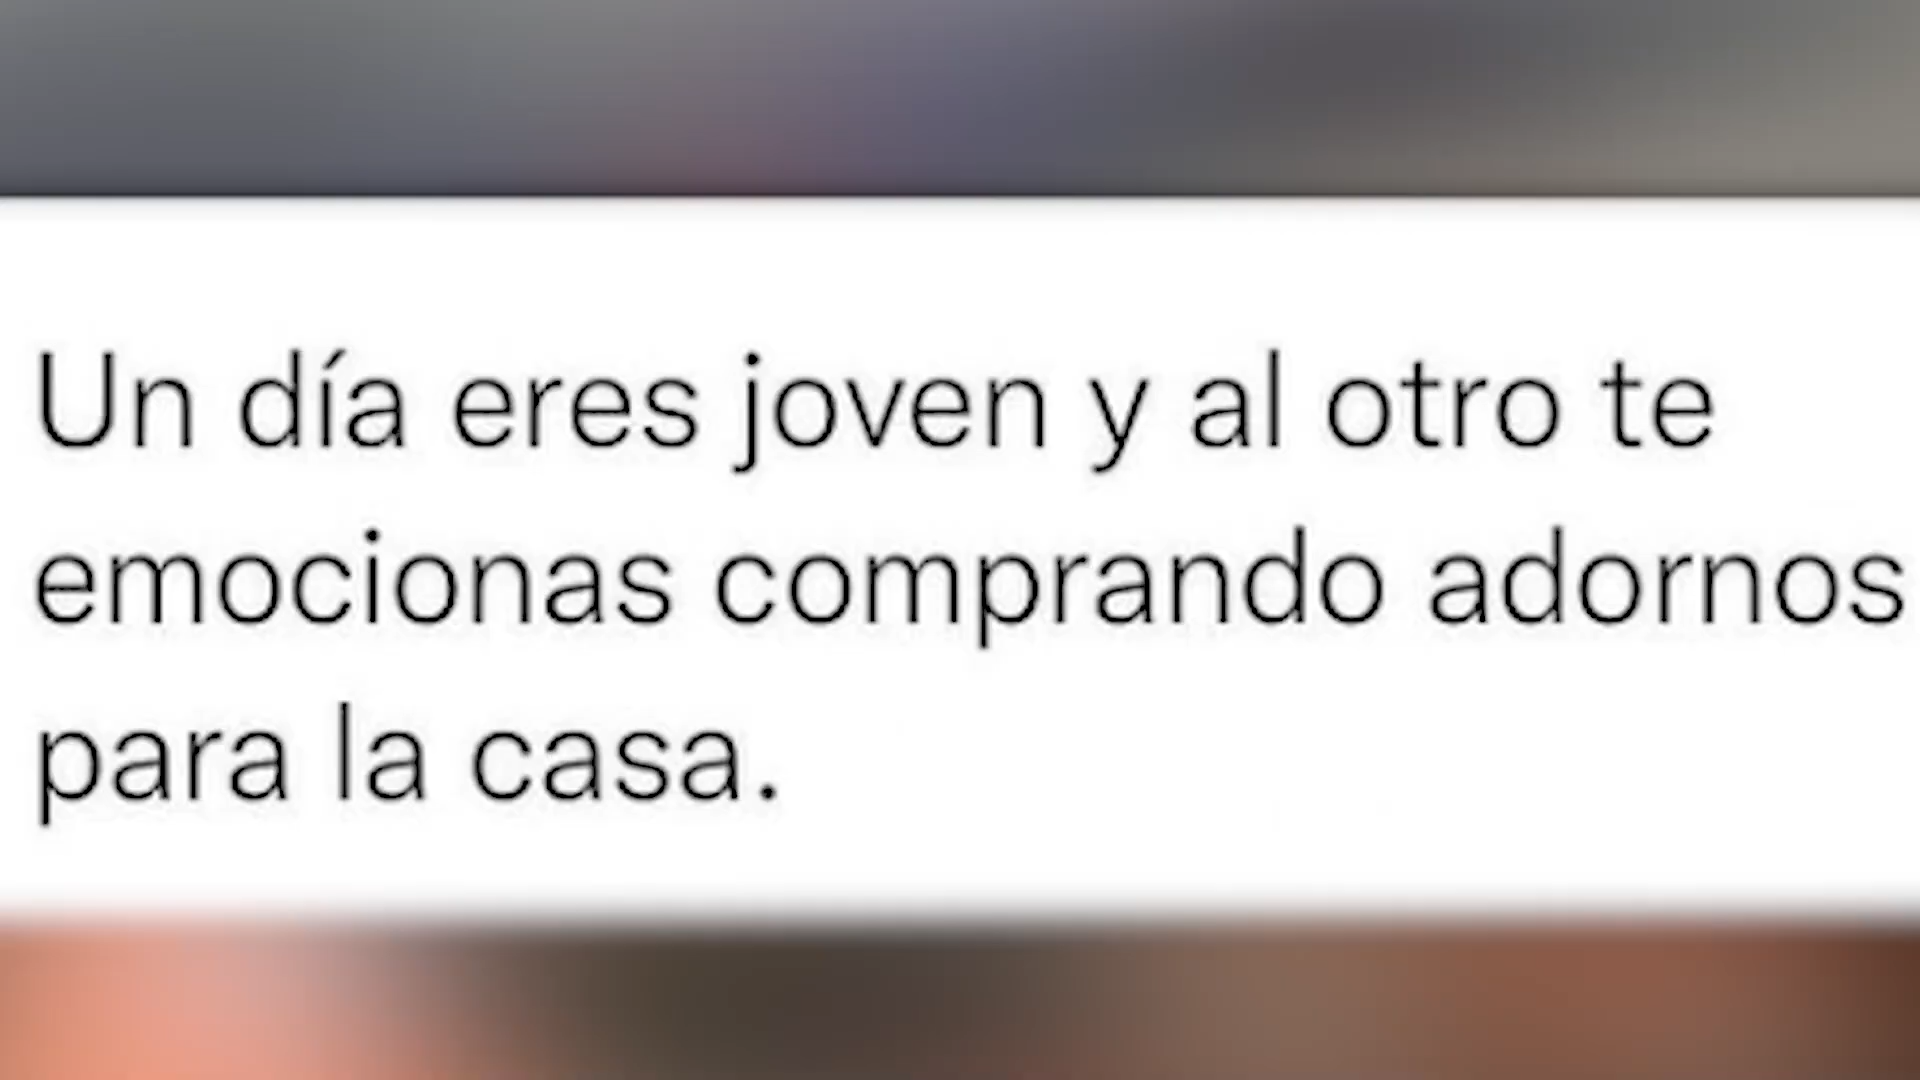 Un día eres joven y al otro te
emocionas comprando adornos
para la casa.